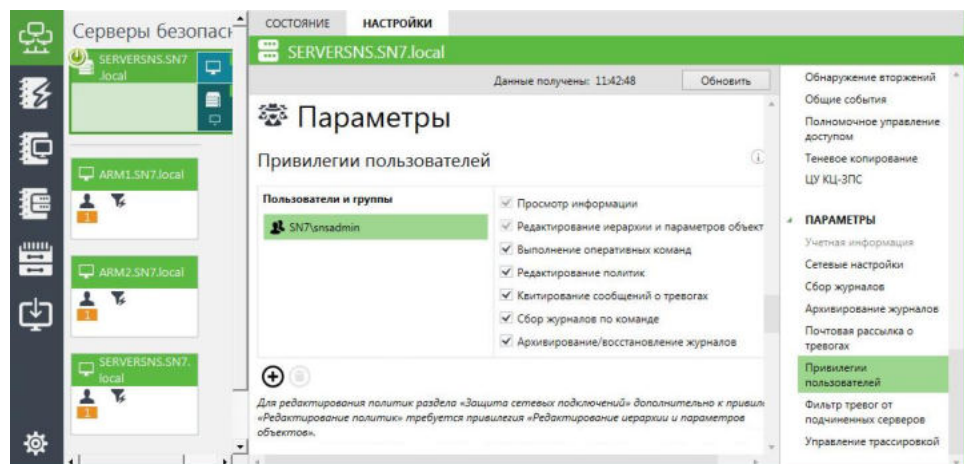 Серверы безопасн
SERVERSNS.SN7
.local
ARM1.SN7.local
1
ARM2.SN7.local
1
SERVERSNS.SN7.
local
1
СОСТОЯНИЕ НАСТРОЙКИ
SERVERSNS.SN7.local
Данные получены: 11:42:48 Обновить
Параметры
Привилегии пользователей
Пользователи и группы
SN7\snsadmin
Просмотр информации
Редактирование иерархии и параметров объект
Выполнение оперативных команд
Редактирование политик
Квитирование сообщений о тревогах
Сбор журналов по команде
Архивирование/восстановление журналов
Для редактирования политик раздела «Защита сетевых подключений» дополнительно к привил
«Редактирование политик» требуется привилегия «Редактирование иерархии и параметров
объектов».
Обнаружение вторжений
Общие события
Полномочное управление
доступом
Теневое копирование
ЦУ КЦ-ЗПС
ПАРАМЕТРЫ
Учетная информация
Сетевые настройки
Сбор журналов
Архивирование журналов
Почтовая рассылка о
тревогах
Привилегии
пользователей
Фильтр тревог от
подчиненных серверов
Управление трассировкой